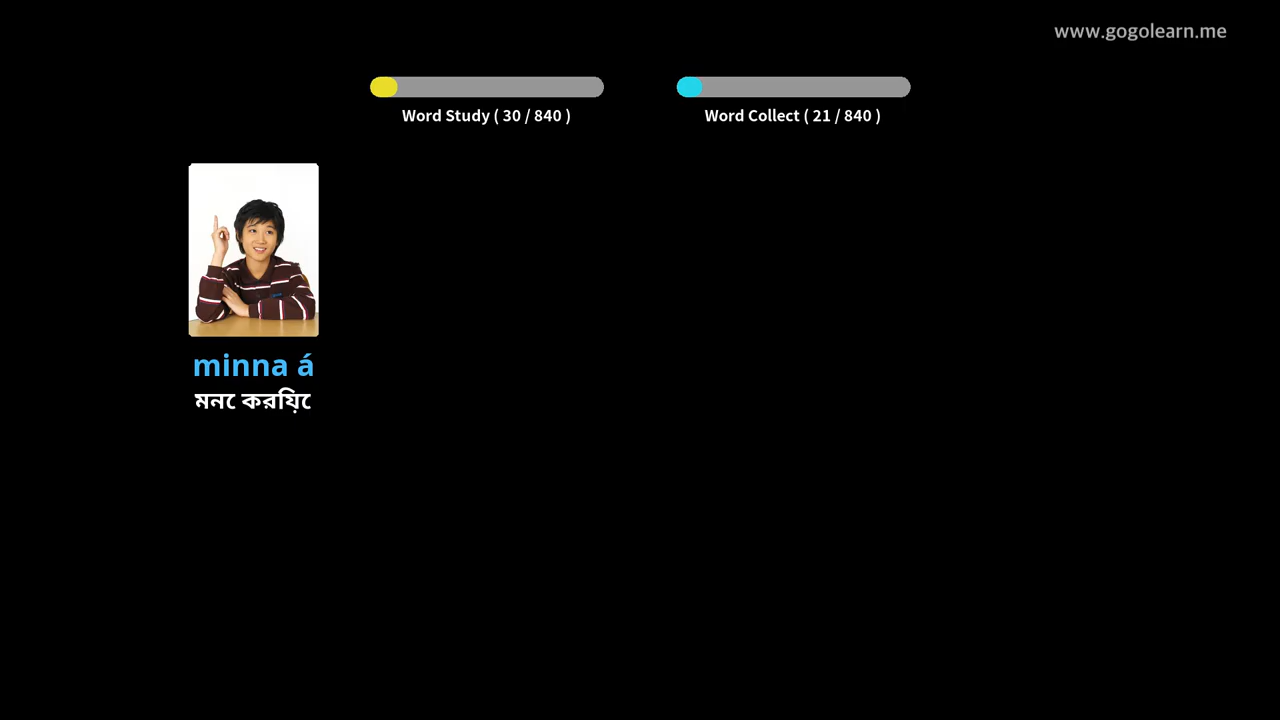 www.gogolearn.me
Word Study ( 30 / 840 )
Word Collect ( 21 / 840 )
minna á
মনে করিয়ে